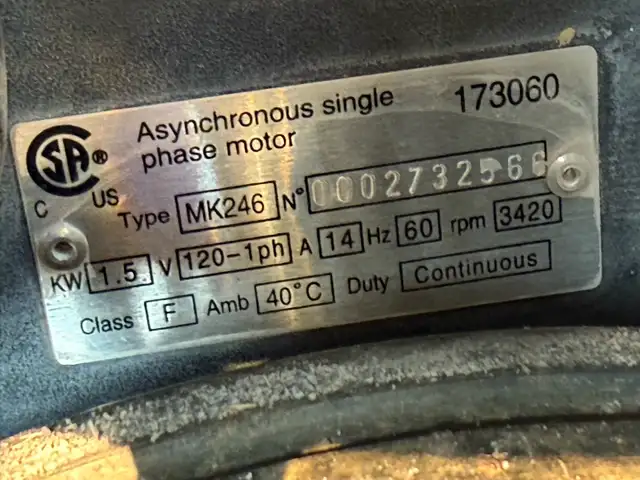 Asynchronous single 173060
phase motor
CSA ®
C US
Type MK246 N° 0002732566
KW 1.5 V 120-1ph A 14 Hz 60 rpm 3420
Class F Amb 40°C Duty Continuous